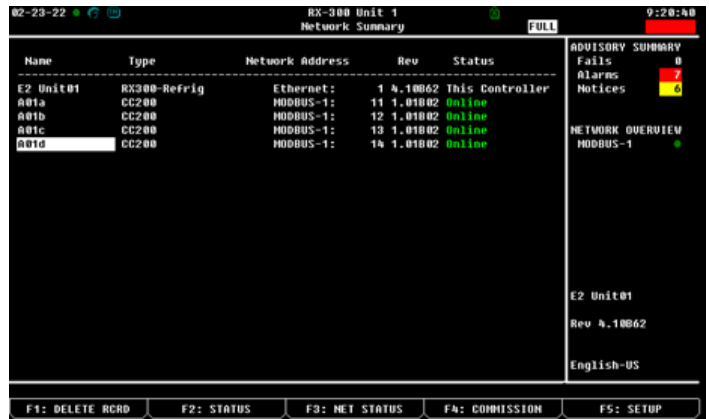 02-23-22 RX-300 Unit 1 9:20:40
Network Summary FULL
ADVISORY SUMMARY
Fails 0
Alarms 7
Notices 6
NETWORK OVERVIEW
MODBUS-1
E2 Unit01
Rev 4.10B62
English-US
Name Type Network Address Rev Status
E2 Unit01 RX300-Refrig Ethernet: 1 4.10B62 This Controller
A01a CC200 MODBUS-1: 11 1.01B02 Online
A01b CC200 MODBUS-1: 12 1.01B02 Online
A01c CC200 MODBUS-1: 13 1.01B02 Online
A01d CC200 MODBUS-1: 14 1.01B02 Online
F1: DELETE RCRD F2: STATUS F3: NET STATUS F4: COMMISSION F5: SETUP